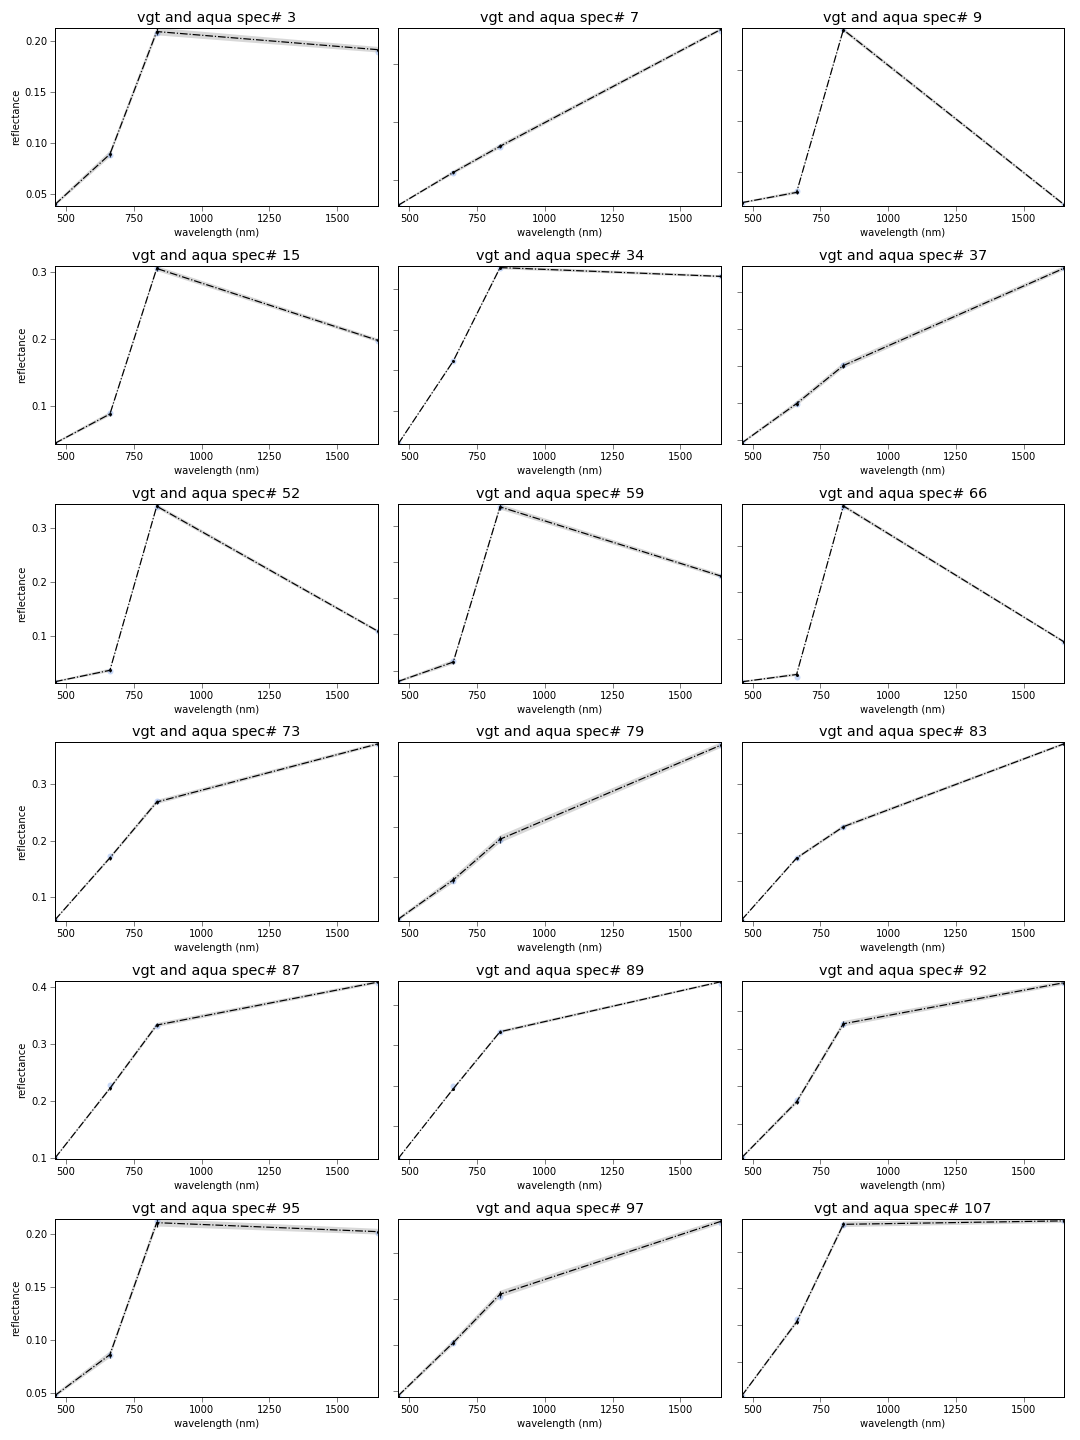 vgt and aqua spec# 3 vgt and aqua spec# 7 vgt and aqua spec# 9
0.20
0.15
reflectance
0.10
0.05
500 750 1000 1250 1500 500 750 1000 1250 1500 500 750 1000 1250 1500
wavelength (nm) wavelength (nm) wavelength (nm)
vgt and aqua spec# 15 vgt and aqua spec# 34 vgt and aqua spec# 37
0.3
reflectance
0.2
0.1
500 750 1000 1250 1500 500 750 1000 1250 1500 500 750 1000 1250 1500
wavelength (nm) wavelength (nm) wavelength (nm)
vgt and aqua spec# 52 vgt and aqua spec# 59 vgt and aqua spec# 66
0.3
reflectance
0.2
0.1
500 750 1000 1250 1500 500 750 1000 1250 1500 500 750 1000 1250 1500
wavelength (nm) wavelength (nm) wavelength (nm)
vgt and aqua spec# 73 vgt and aqua spec# 79 vgt and aqua spec# 83
0.3
reflectance
0.2
0.1
500 750 1000 1250 1500 500 750 1000 1250 1500 500 750 1000 1250 1500
wavelength (nm) wavelength (nm) wavelength (nm)
vgt and aqua spec# 87 vgt and aqua spec# 89 vgt and aqua spec# 92
0.4
0.3
reflectance
0.2
0.1
500 750 1000 1250 1500 500 750 1000 1250 1500 500 750 1000 1250 1500
wavelength (nm) wavelength (nm) wavelength (nm)
vgt and aqua spec# 95 vgt and aqua spec# 97 vgt and aqua spec# 107
0.20
0.15
reflectance
0.10
0.05
500 750 1000 1250 1500 500 750 1000 1250 1500 500 750 1000 1250 1500
wavelength (nm) wavelength (nm) wavelength (nm)